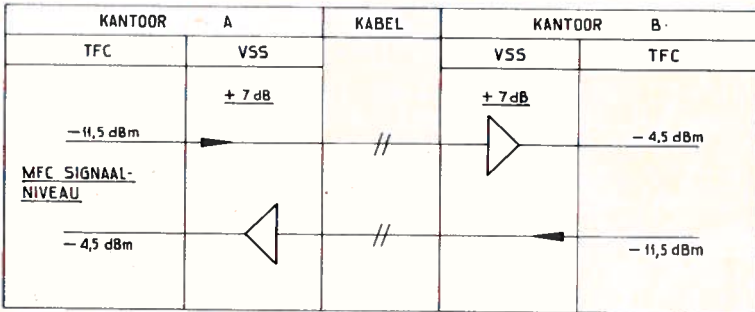 KANTOOR A KABEL KANTOOR B
TFC VSS VSS TFC
+ 7 dB + 7 dB
-11,5 dBm -4,5 dBm
MFC SIGNAAL-
NIVEAU
- 4,5 dBm - 11,5 dBm